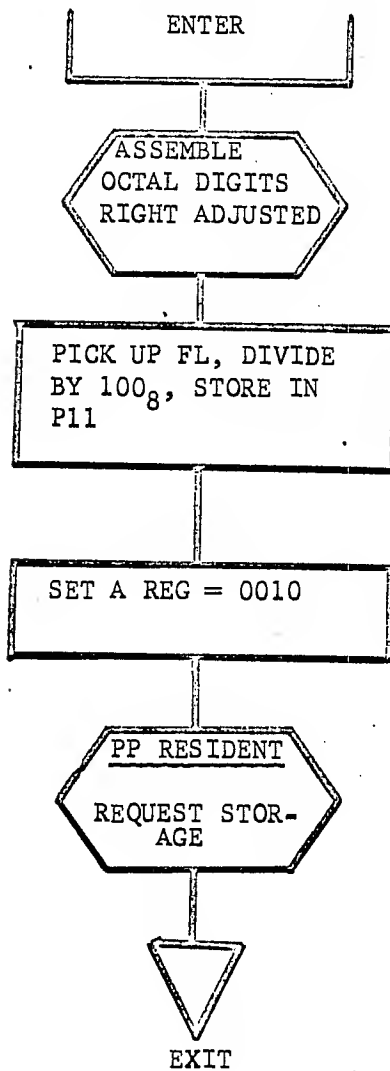 ENTER
ASSEMBLE
OCTAL DIGITS
RIGHT ADJUSTED
PICK UP FL, DIVIDE
BY 100₈, STORE IN
P11
SET A REG = 0010
PP RESIDENT
REQUEST STOR-
AGE
EXIT